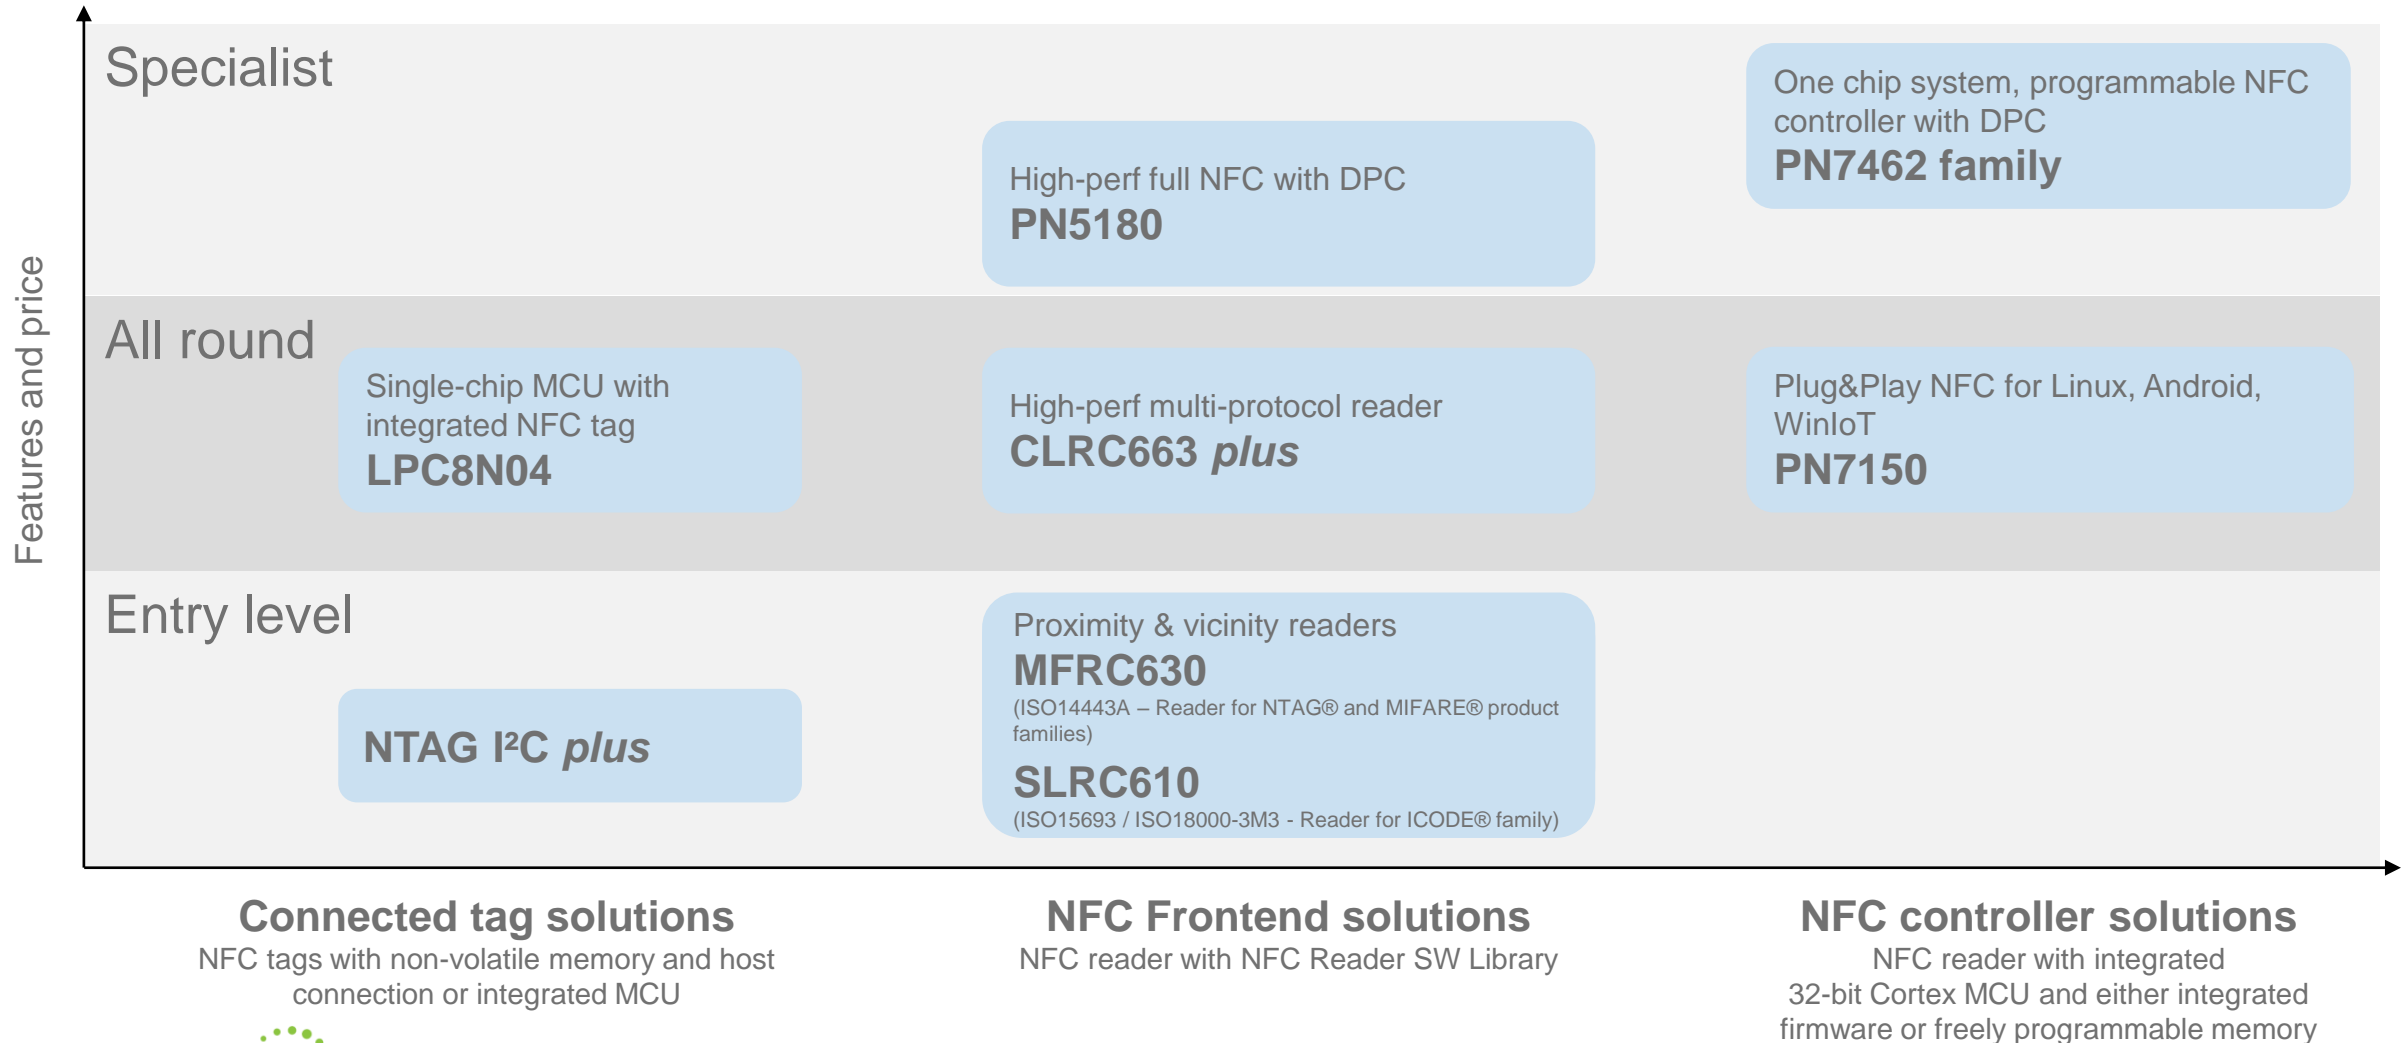 Features and price
Specialist
One chip system, programmable NFC
controller with DPC
PN7462 family
High-perf full NFC with DPC
PN5180
All round
Single-chip MCU with
integrated NFC tag
LPC8N04
High-perf multi-protocol reader
CLRC663 plus
Plug&Play NFC for Linux, Android,
WinIoT
PN7150
Entry level
NTAG I²C plus
Proximity & vicinity readers
MFRC630
(ISO14443A – Reader for NTAG® and MIFARE® product
families)
SLRC610
(ISO15693 / ISO18000-3M3 - Reader for ICODE® family)
Connected tag solutions
NFC tags with non-volatile memory and host
connection or integrated MCU
NFC Frontend solutions
NFC reader with NFC Reader SW Library
NFC controller solutions
NFC reader with integrated
32-bit Cortex MCU and either integrated
firmware or freely programmable memory